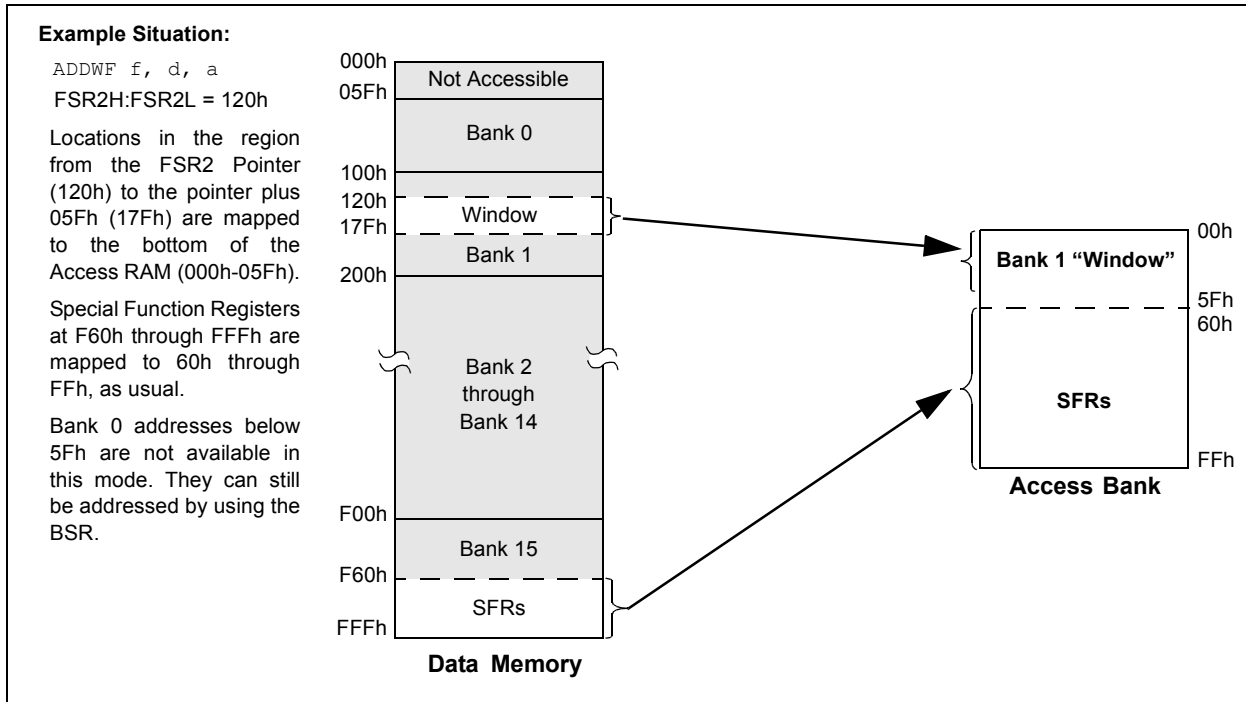 Example Situation:
ADDWF f, d, a
FSR2H:FSR2L = 120h
Locations in the region
from the FSR2 Pointer
(120h) to the pointer plus
05Fh (17Fh) are mapped
to the bottom of the
Access RAM (000h-05Fh).
Special Function Registers
at F60h through FFFh are
mapped to 60h through
FFh, as usual.
Bank 0 addresses below
5Fh are not available in
this mode. They can still
be addressed by using the
BSR.
000h
Not Accessible
05Fh
Bank 0
100h
120h
Window
17Fh
Bank 1
200h
Bank 2
through
Bank 14
F00h
Bank 15
F60h
SFRs
FFFh
Data Memory
00h
Bank 1 “Window”
5Fh
60h
SFRs
FFh
Access Bank